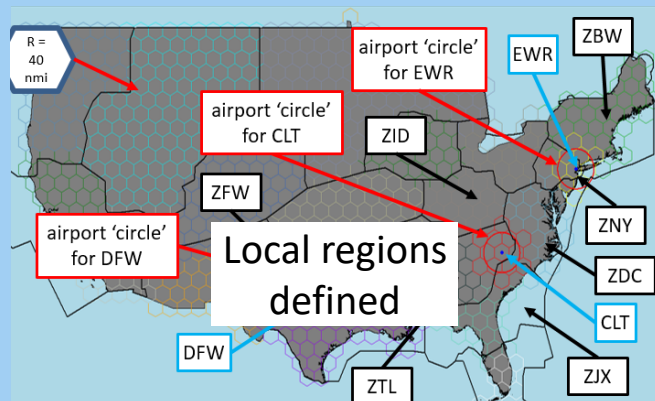 R =
40
nmi
airport ‘circle’
for EWR
EWR
ZBW
airport ‘circle’
for CLT
ZID
ZFW
airport ‘circle’
for DFW
Local regions
defined
ZNY
ZDC
CLT
DFW
ZTL
ZJX